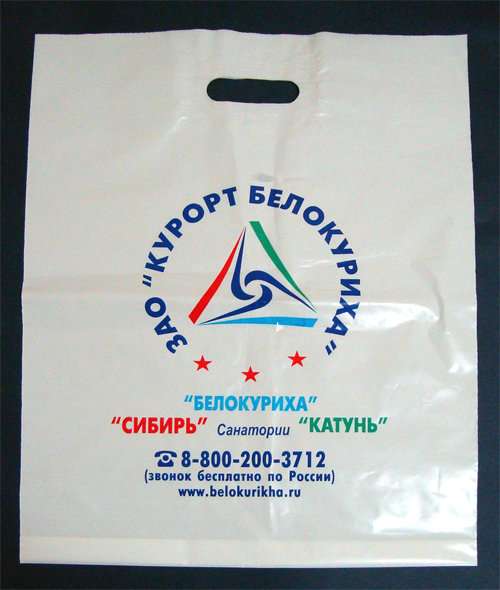 ЗАО "КУРОРТ БЕЛОКУРИХА"
"БЕЛОКУРИХА"
"СИБИРЬ" Санатории "КАТУНЬ"
☎ 8-800-200-3712
(звонок бесплатно по России)
www.belokurikha.ru